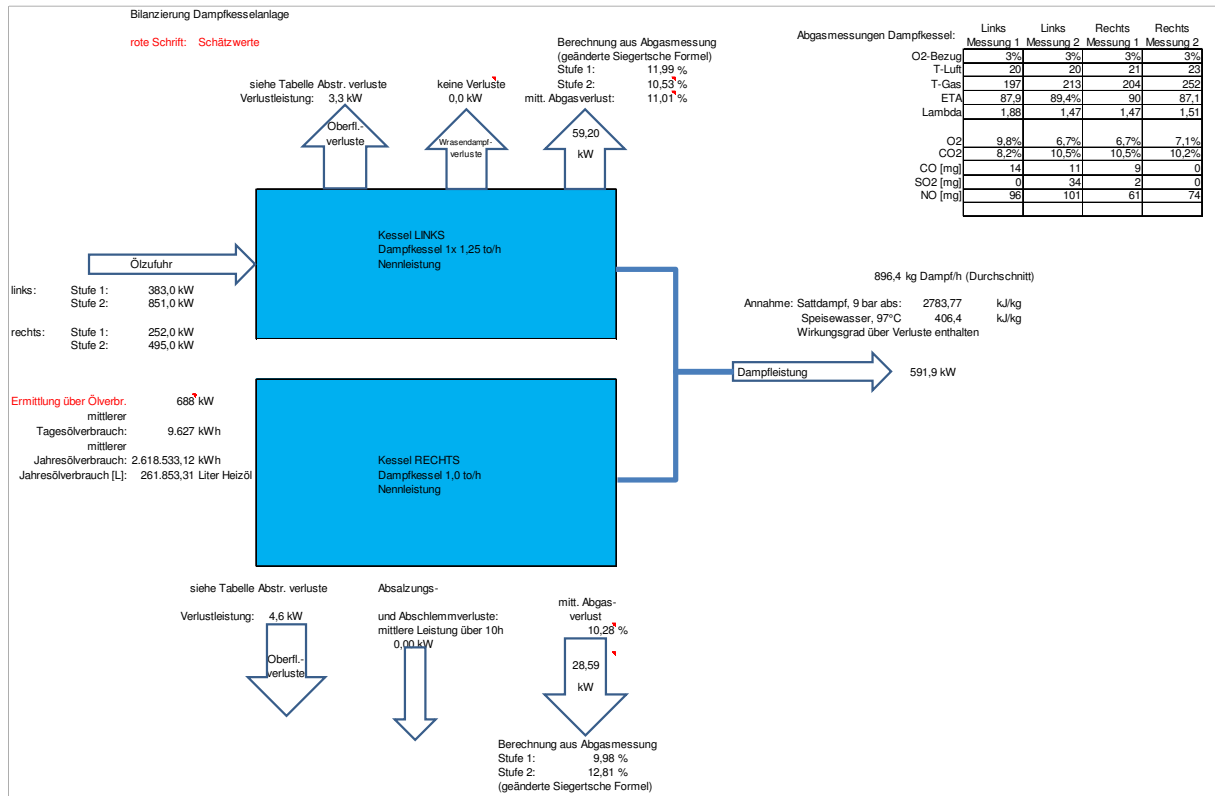 Bilanzierung Dampfkesselanlage
rote Schrift: Schätzwerte
siehe Tabelle Abstr. verluste
Verlustleistung: 3,3 kW
Oberfl.-
verluste
keine Verluste
0,0 kW
Wrasendampf-
verluste
Berechnung aus Abgasmessung
(geänderte Siegertsche Formel)
Stufe 1: 11,99 %
Stufe 2: 10,53 %
mitt. Abgasverlust: 11,01 %
59,20
kW
Abgasmessungen Dampfkessel:
Links Links Rechts Rechts
Messung 1 Messung 2 Messung 1 Messung 2
O2-Bezug 3% 3% 3% 3%
T-Luft 20 20 21 23
T-Gas 197 213 204 252
ETA 87,9 89,4% 90 87,1
Lambda 1,88 1,47 1,47 1,51
O2 9,8% 6,7% 6,7% 7,1%
CO2 8,2% 10,5% 10,5% 10,2%
CO [mg] 14 11 9 0
SO2 [mg] 0 34 2 0
NO [mg] 96 101 61 74
Kessel LINKS
Dampfkessel 1x 1,25 to/h
Nennleistung
Ölzufuhr
links: Stufe 1: 383,0 kW
Stufe 2: 851,0 kW
rechts: Stufe 1: 252,0 kW
Stufe 2: 495,0 kW
896,4 kg Dampf/h (Durchschnitt)
Annahme: Sattdampf, 9 bar abs: 2783,77 kJ/kg
Speisewasser, 97°C 406,4 kJ/kg
Wirkungsgrad über Verluste enthalten
Dampfleistung
591,9 kW
Ermittlung über Ölverbr. 688 kW
mittlerer
Tagesölverbrauch: 9.627 kWh
mittlerer
Jahresölverbrauch: 2.618.533,12 kWh
Jahresölverbrauch [L]: 261.853,31 Liter Heizöl
Kessel RECHTS
Dampfkessel 1,0 to/h
Nennleistung
siehe Tabelle Abstr. verluste
Verlustleistung: 4,6 kW
Oberfl.-
verluste
Absalzungs-
und Abschlemmverluste:
mittlere Leistung über 10h
0,00 kW
mitt. Abgas-
verlust
10,28 %
28,59
kW
Berechnung aus Abgasmessung
Stufe 1: 9,98 %
Stufe 2: 12,81 %
(geänderte Siegertsche Formel)